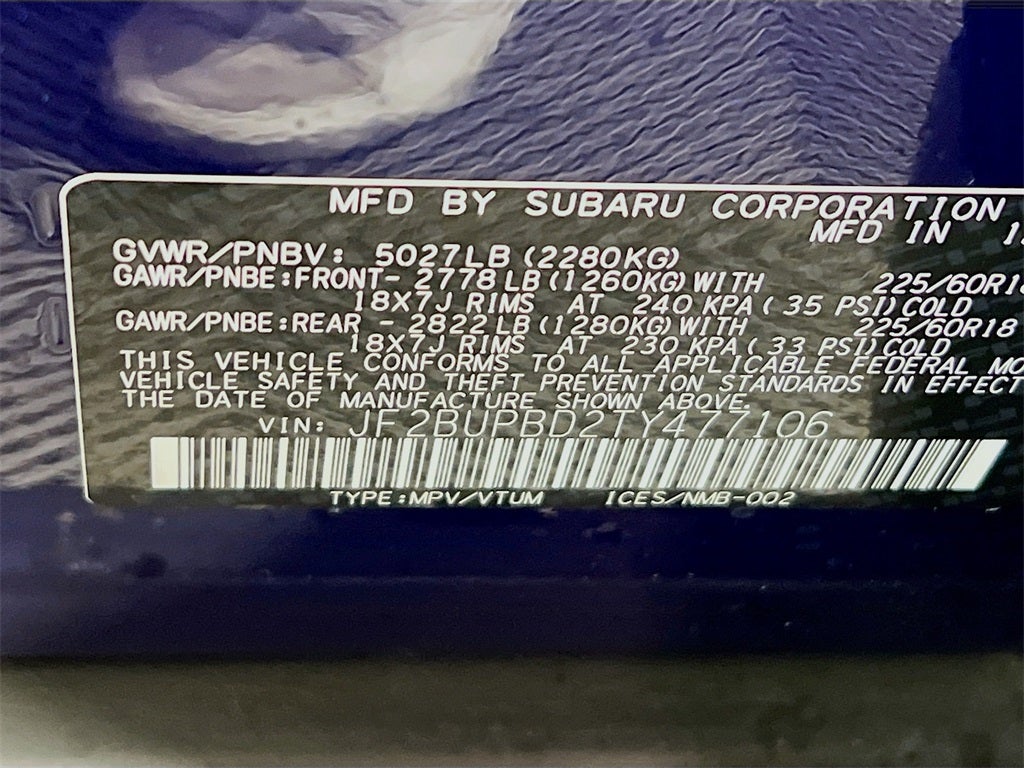 MFD BY SUBARU CORPORATION
MFD IN
GVWR/PNBV: 5027LB (2280KG)
GAWR/PNBE:FRONT- 2778 LB (1260KG) WITH 225/60R18
18X7J RIMS AT 240 KPA ( 35 PSI) COLD
GAWR/PNBE:REAR - 2822 LB (1280KG) WITH 225/60R18
18X7J RIMS AT 230 KPA ( 33 PSI) COLD
THIS VEHICLE CONFORMS TO ALL APPLICABLE FEDERAL MO
VEHICLE SAFETY AND THEFT PREVENTION STANDARDS IN EFFECT
THE DATE OF MANUFACTURE SHOWN ABOVE.
VIN: JF2BUPBD2TY477106
TYPE:MPV/VTUM ICES/NMB-002